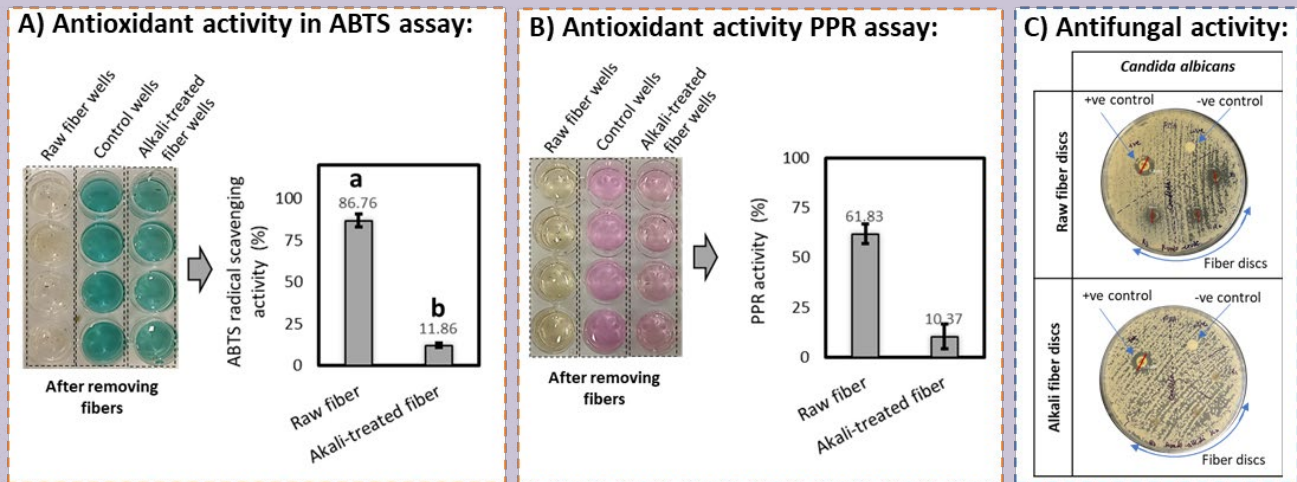 A) Antioxidant activity in ABTS assay:
Raw fiber wells
Control wells
Alkali-treated
fiber wells
After removing
fibers
ABTS radical scavenging
activity (%)
100
75
50
25
0
a
86.76
b
11.86
Raw fiber
Akali-treated fiber
B) Antioxidant activity PPR assay:
Raw fiber wells
Control wells
Alkali-treated
fiber wells
After removing
fibers
PPR activity (%)
100
75
50
25
0
61.83
10.37
Raw fiber
Akali-treated fiber
C) Antifungal activity:
Candida albicans
Raw fiber discs
+ve control
-ve control
Fiber discs
Alkali fiber discs
+ve control
-ve control
Fiber discs